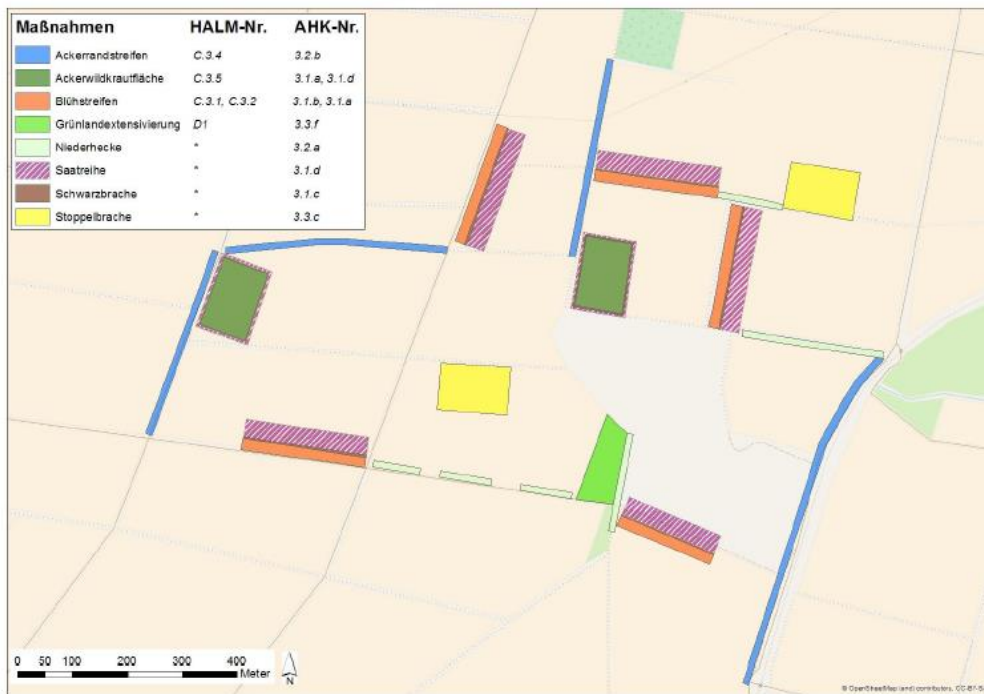 Maßnahmen HALM-Nr. AHK-Nr.
Ackerrandstreifen C.3.4 3.2.b
Ackerwildkrautfläche C.3.5 3.1.a, 3.1.d
Blühstreifen C.3.1, C.3.2 3.1.b, 3.1.a
Grünlandextensivierung D1 3.3.f
Niederhecke * 3.2.a
Saatreihe * 3.1.d
Schwarzbrache * 3.1.c
Stoppelbrache * 3.3.c
0 50 100 200 300 400
Meter
N
© OpenStreetMap (and) contributors, CC-BY-S